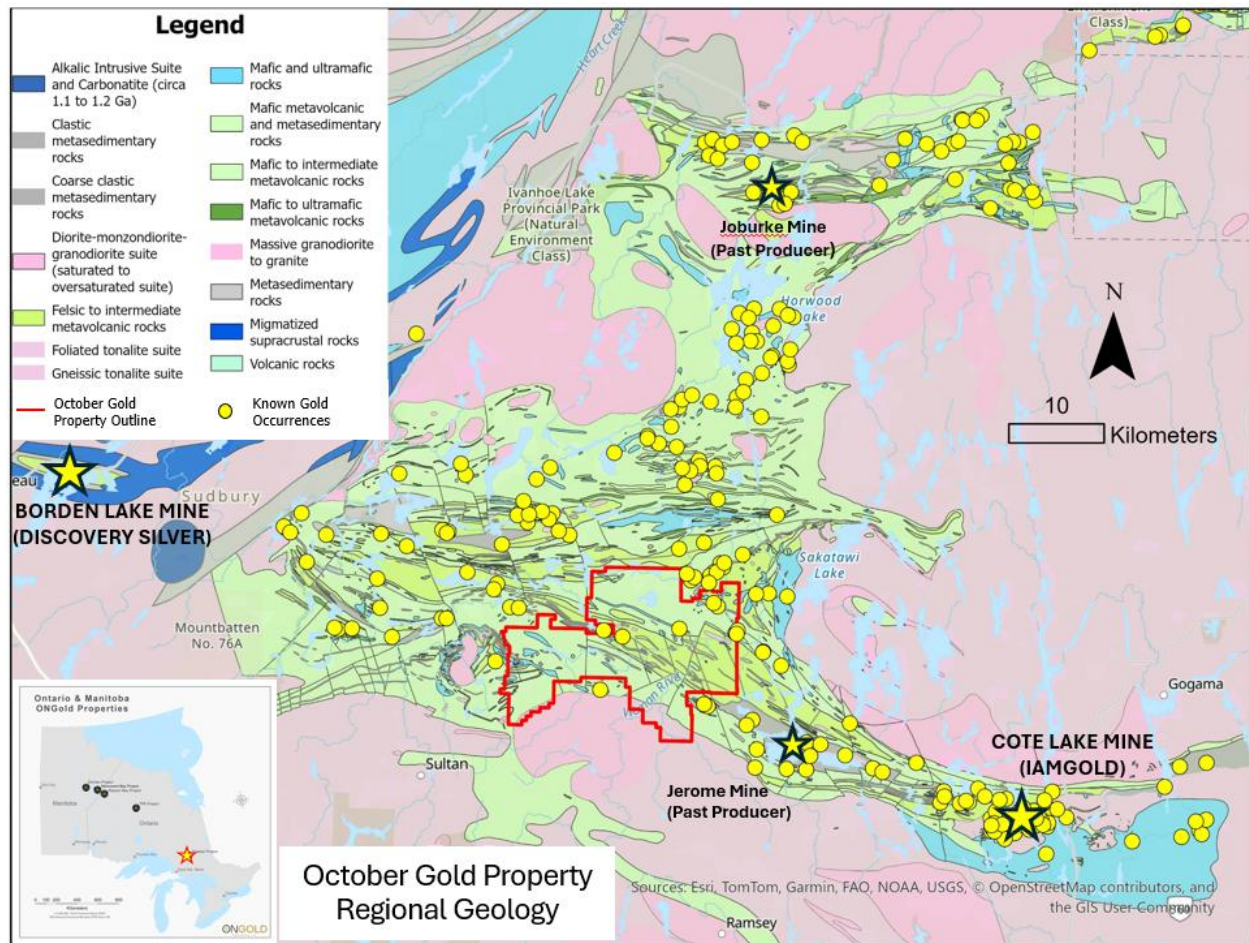 Legend
Alkalic Intrusive Suite
and Carbonatite (circa
1.1 to 1.2 Ga)
Clastic
metasedimentary
rocks
Coarse clastic
metasedimentary
rocks
Diorite-monzondiorite-
granodiorite suite
(saturated to
oversaturated suite)
Felsic to intermediate
metavolcanic rocks
Foliated tonalite suite
Gneissic tonalite suite
October Gold
Property Outline
Mafic and ultramafic
rocks
Mafic metavolcanic
and metasedimentary
rocks
Mafic to intermediate
metavolcanic rocks
Mafic to ultramafic
metavolcanic rocks
Massive granodiorite
to granite
Metasedimentary
rocks
Migmatized
supracrustal rocks
Volcanic rocks
Known Gold
Occurrences
Heart Creek
Class)
Ivanhoe Lake
Provincial Park
(Natural
Environment
Class)
Joburke Mine
(Past Producer)
Horwood
N
10
Kilometers
eau
Sudbury
BORDEN LAKE MINE
(DISCOVERY SILVER)
Sakatawi
Lake
Mountbatten
No. 76A
Gogama
COTE LAKE MINE
(IAMGOLD)
Sultan
Jerome Mine
(Past Producer)
Ontario & Manitoba
ONGold Properties
Manitoba
Ontario
ONGOLD
October Gold Property
Regional Geology
Sources: Esri, TomTom, Garmin, FAO, NOAA, USGS, © OpenStreetMap contributors, and
the GIS User Community
Ramsey